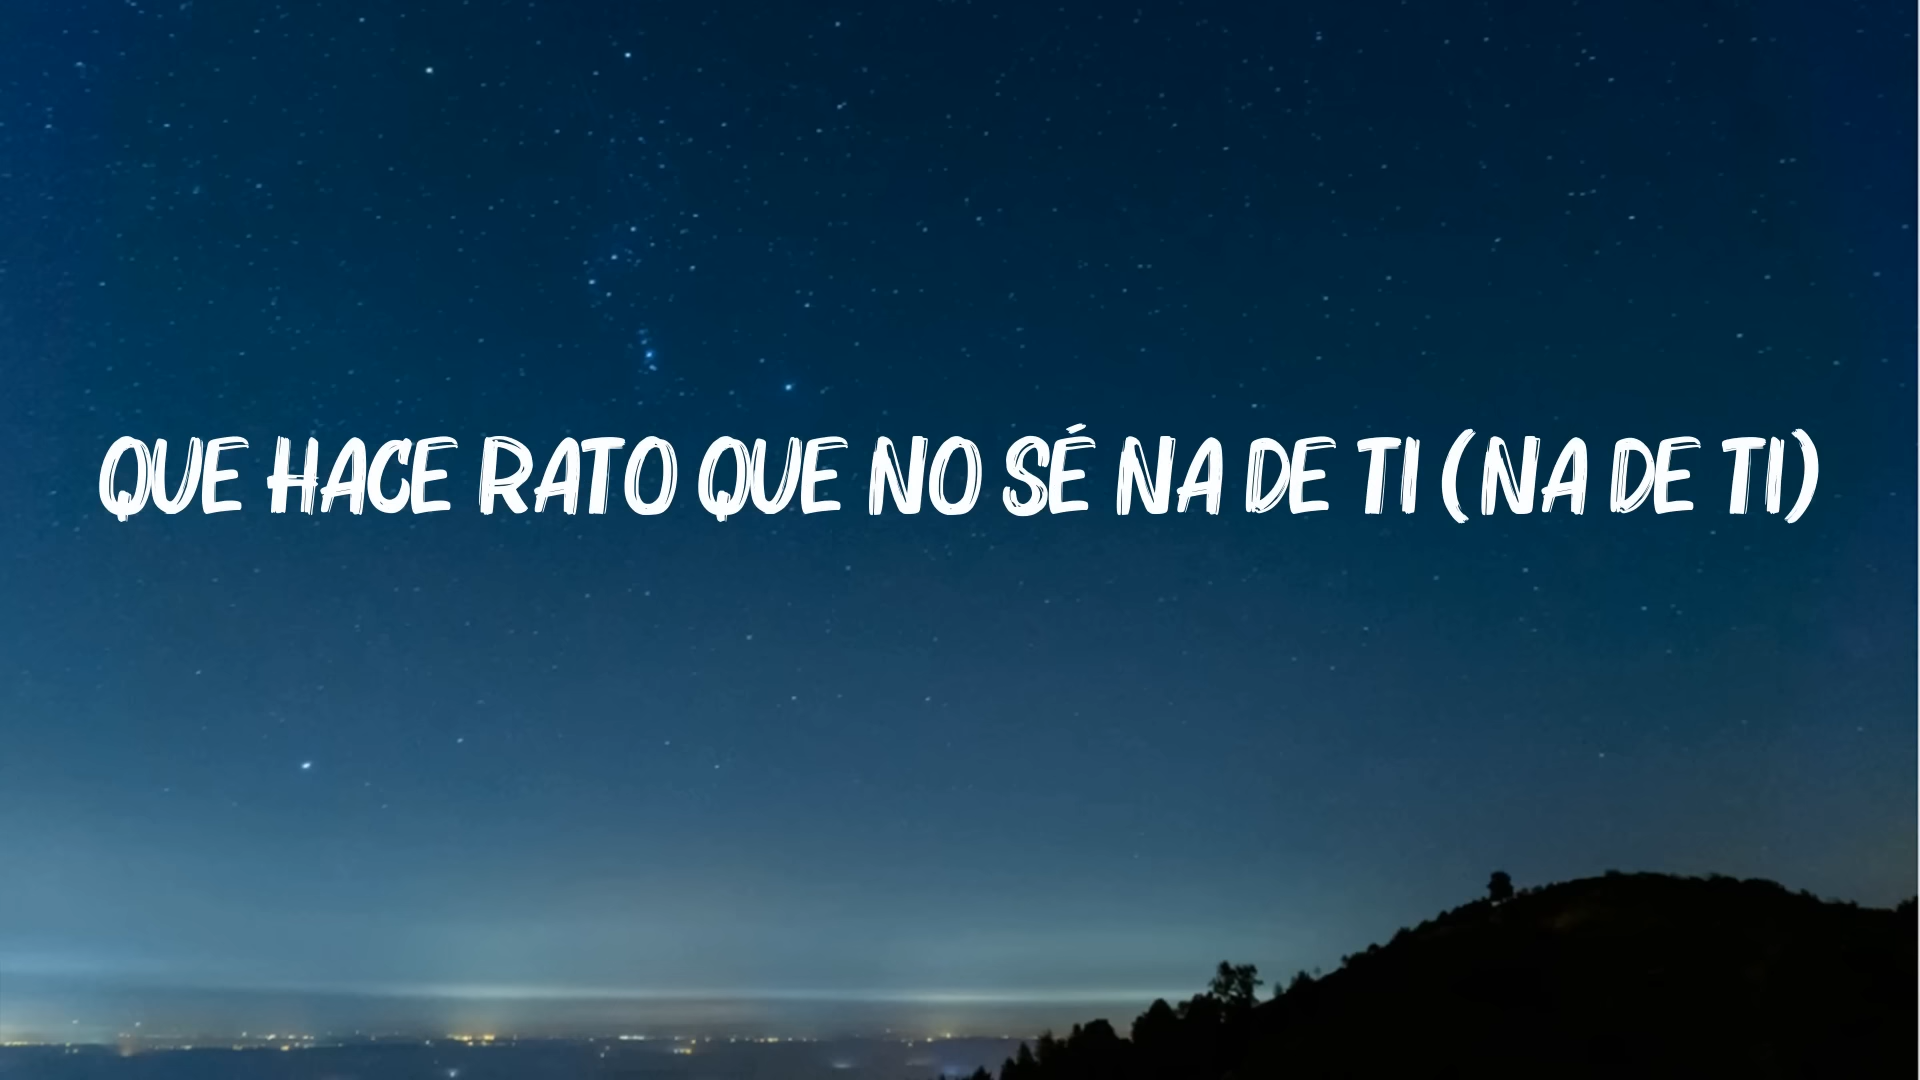 QUE HACE RATO QUE NO SÉ NA DE TI (NA DE TI)